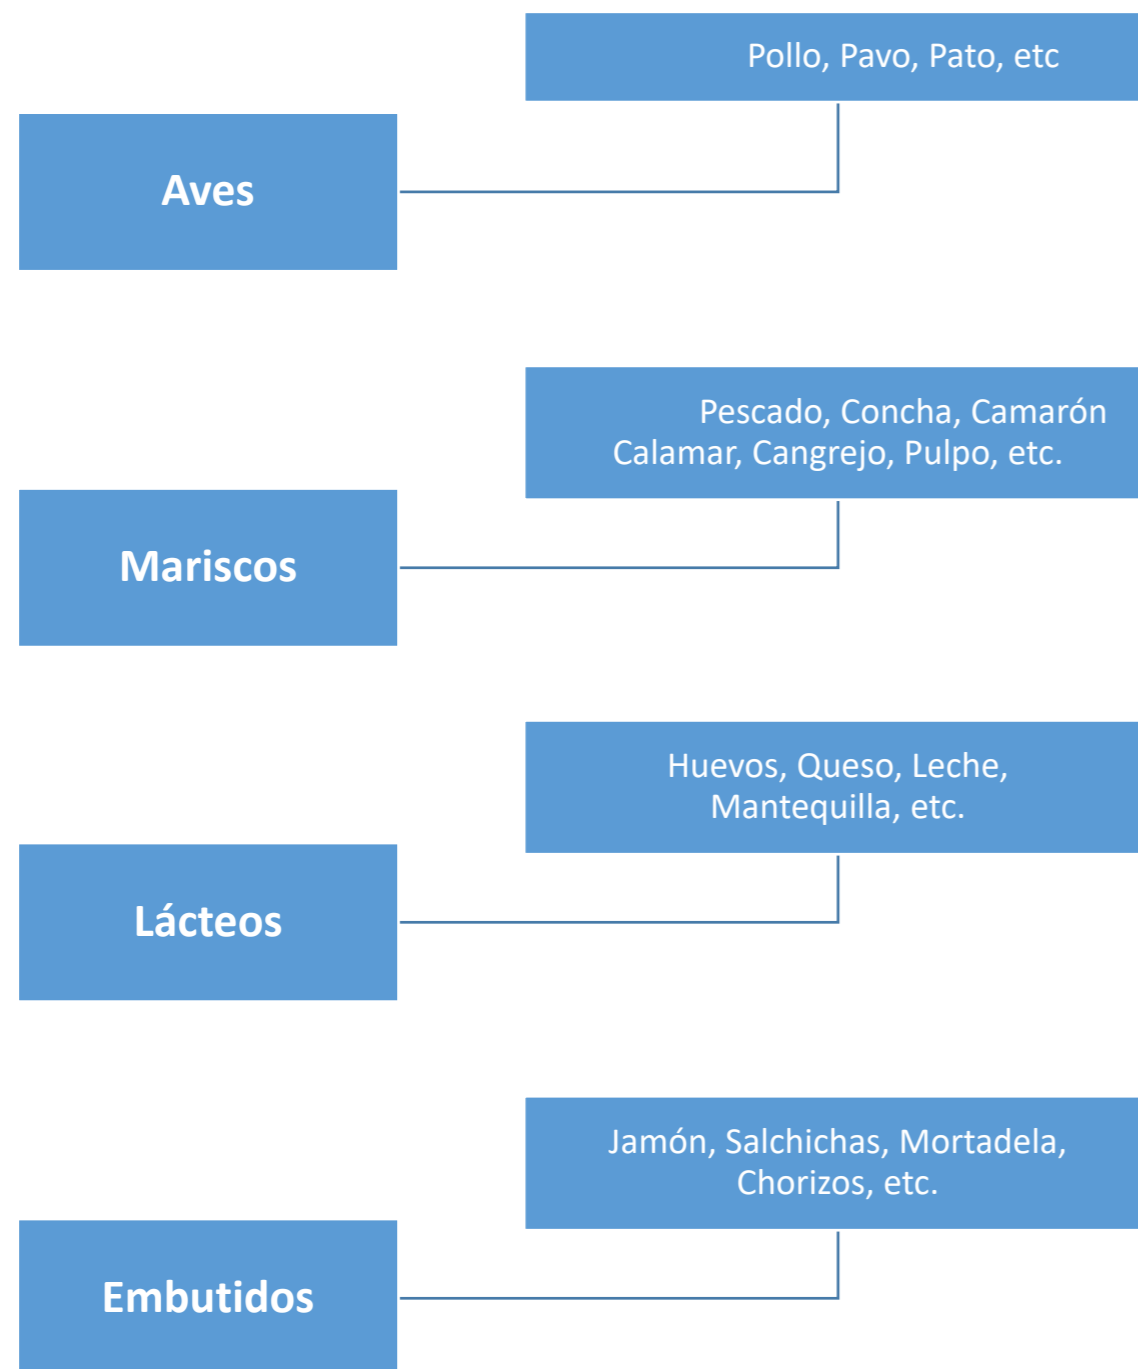 Pollo, Pavo, Pato, etc
Aves
Pescado, Concha, Camarón
Calamar, Cangrejo, Pulpo, etc.
Mariscos
Huevos, Queso, Leche,
Mantequilla, etc.
Lácteos
Jamón, Salchichas, Mortadela,
Chorizos, etc.
Embutidos